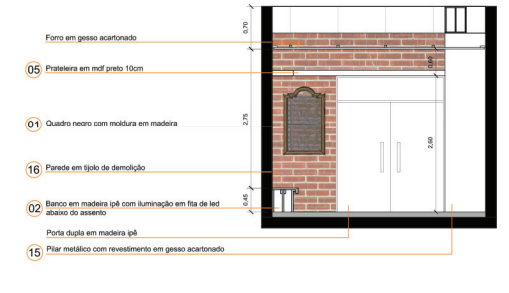 0,70
Forro em gesso acartonado
05 Prateleira em mdf preto 10cm
0,60
01 Quadro negro com moldura em madeira
2,75
2,60
16 Parede em tijolo de demolição
02 Banco em madeira ipê com iluminação em fita de led
abaixo do assento
0,45
Porta dupla em madeira ipê
15 Pilar metálico com revestimento em gesso acartonado